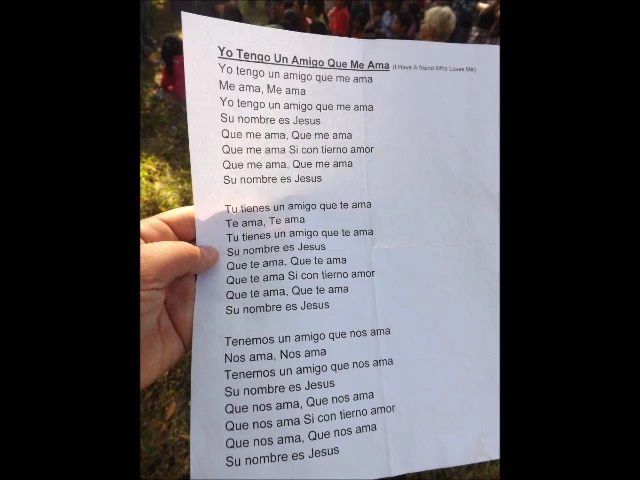 Yo Tengo Un Amigo Que Me Ama (I Have A friend Who Loves Me)
Yo tengo un amigo que me ama
Me ama, Me ama
Yo tengo un amigo que me ama
Su nombre es Jesus
Que me ama, Que me ama
Que me ama Si con tierno amor
Que me ama, Que me ama
Su nombre es Jesus
Tu tienes un amigo que te ama
Te ama, Te ama
Tu tienes un amigo que te ama
Su nombre es Jesus
Que te ama, Que te ama
Que te ama Si con tierno amor
Que te ama, Que te ama
Su nombre es Jesus
Tenemos un amigo que nos ama
Nos ama, Nos ama
Tenemos un amigo que nos ama
Su nombre es Jesus
Que nos ama, Que nos ama
Que nos ama Si con tierno amor
Que nos ama, Que nos ama
Su nombre es Jesus